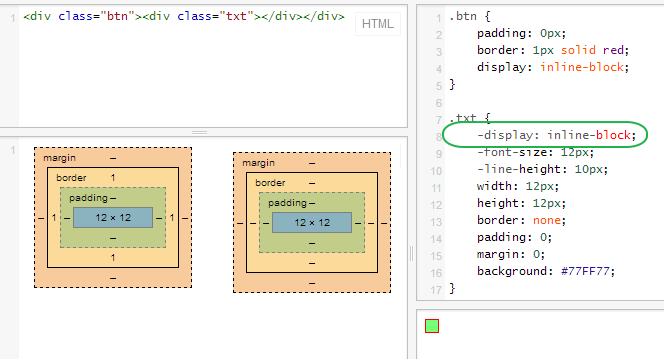 1 <div class="btn"><div class="txt"></div></div>
HTML
1 .btn {
2 padding: 0px;
3 border: 1px solid red;
4 display: inline-block;
5 }
6
7 .txt {
8 -display: inline-block;
9 -font-size: 12px;
10 -line-height: 10px;
11 width: 12px;
12 height: 12px;
13 border: none;
14 padding: 0;
15 margin: 0;
16 background: #77FF77;
17 }
1
margin –
border 1
padding –
– 1 – 12 × 12 – 1 –
–
1
–
margin –
border –
padding –
– – – 12 × 12 – – –
–
–
–